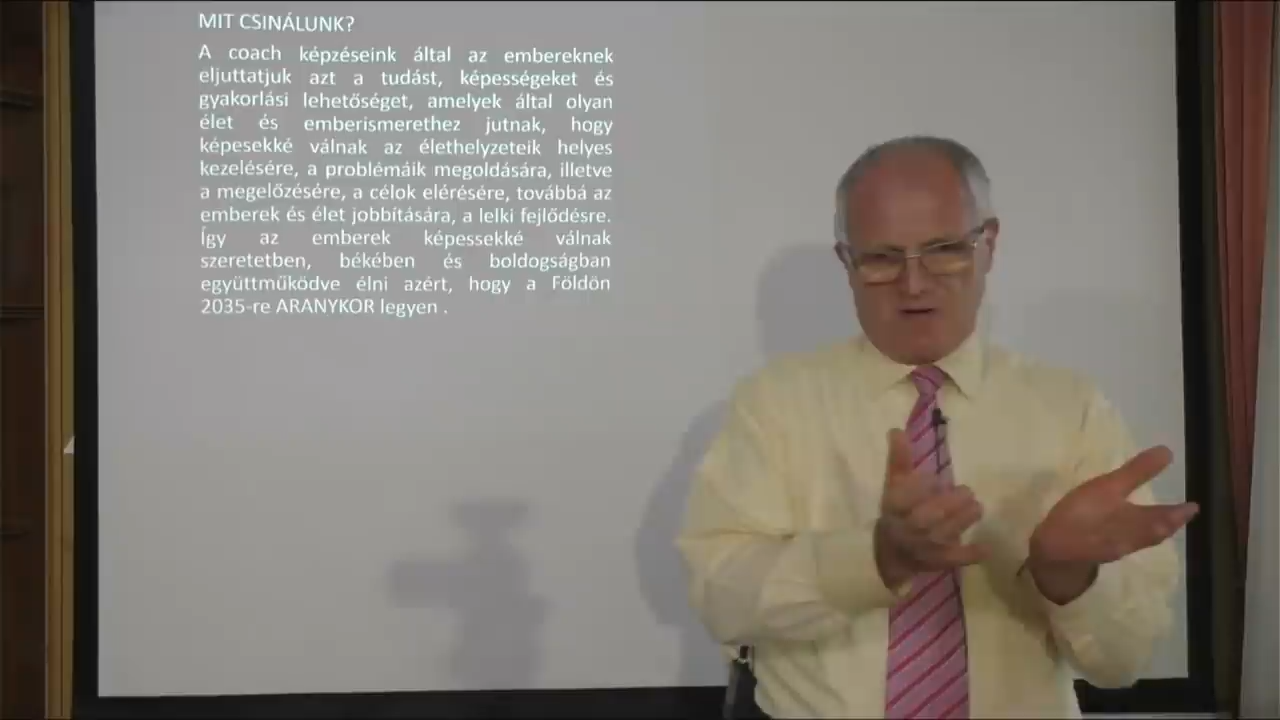 MIT CSINÁLUNK?
A coach képzéseink által az embereknek
eljuttatjuk azt a tudást, képességeket és
gyakorlási lehetőséget, amelyek által olyan
élet és emberismerethez jutnak, hogy
képesekké válnak az élethelyzeteik helyes
kezelésére, a problémáik megoldására, illetve
a megelőzésére, a célok elérésére, továbbá az
emberek és élet jobbítására, a lelki fejlődésre.
Így az emberek képessekké válnak
szeretetben, békében és boldogságban
együttműködve élni azért, hogy a Földön
2035-re ARANYKOR legyen .